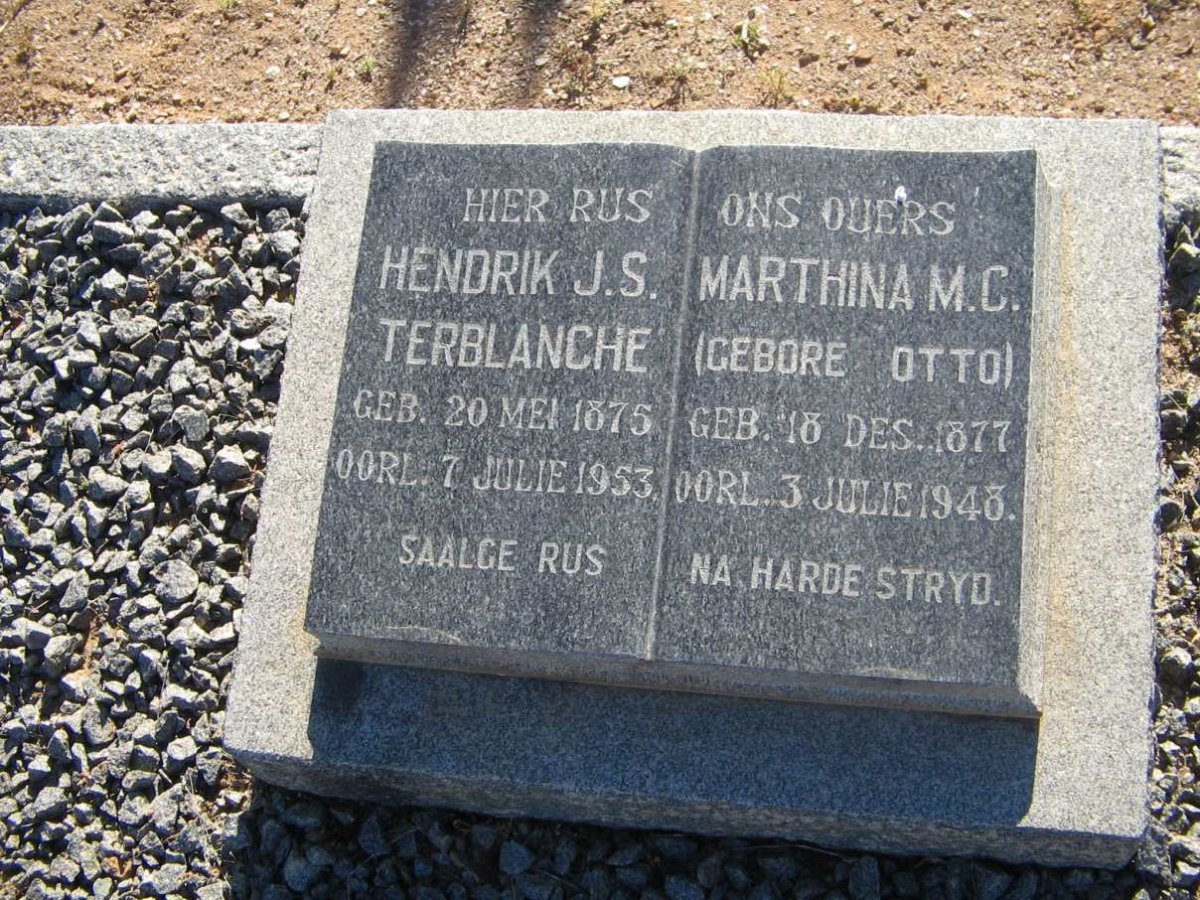 HIER RUS
HENDRIK J.S.
TERBLANCHE
GEB. 20 MEI 1875
OORL. 7 JULIE 1953.
SAALGE RUS
ONS OUERS
MARTHINA M.C.
(GEBORE OTTO)
GEB. 18 DES. 1877
OORL. 3 JULIE 1948.
NA HARDE STRYD.